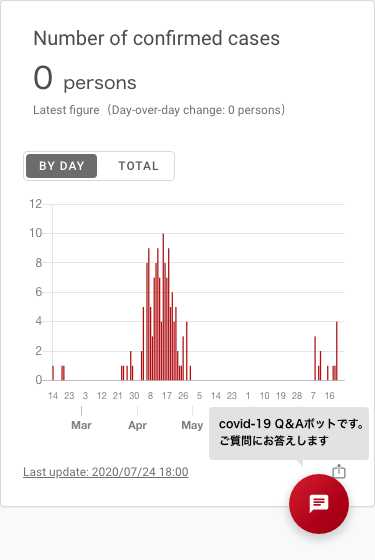 Number of confirmed cases
0 persons
Latest figure（Day-over-day change: 0 persons）
BY DAY TOTAL
12
10
8
6
4
2
0
14 23 3 12 21 30 8 17 26 5 14 23 1 10 19 28 7 16
Mar Apr May
covid-19 Q&Aボットです。
ご質問にお答えします
Last update: 2020/07/24 18:00